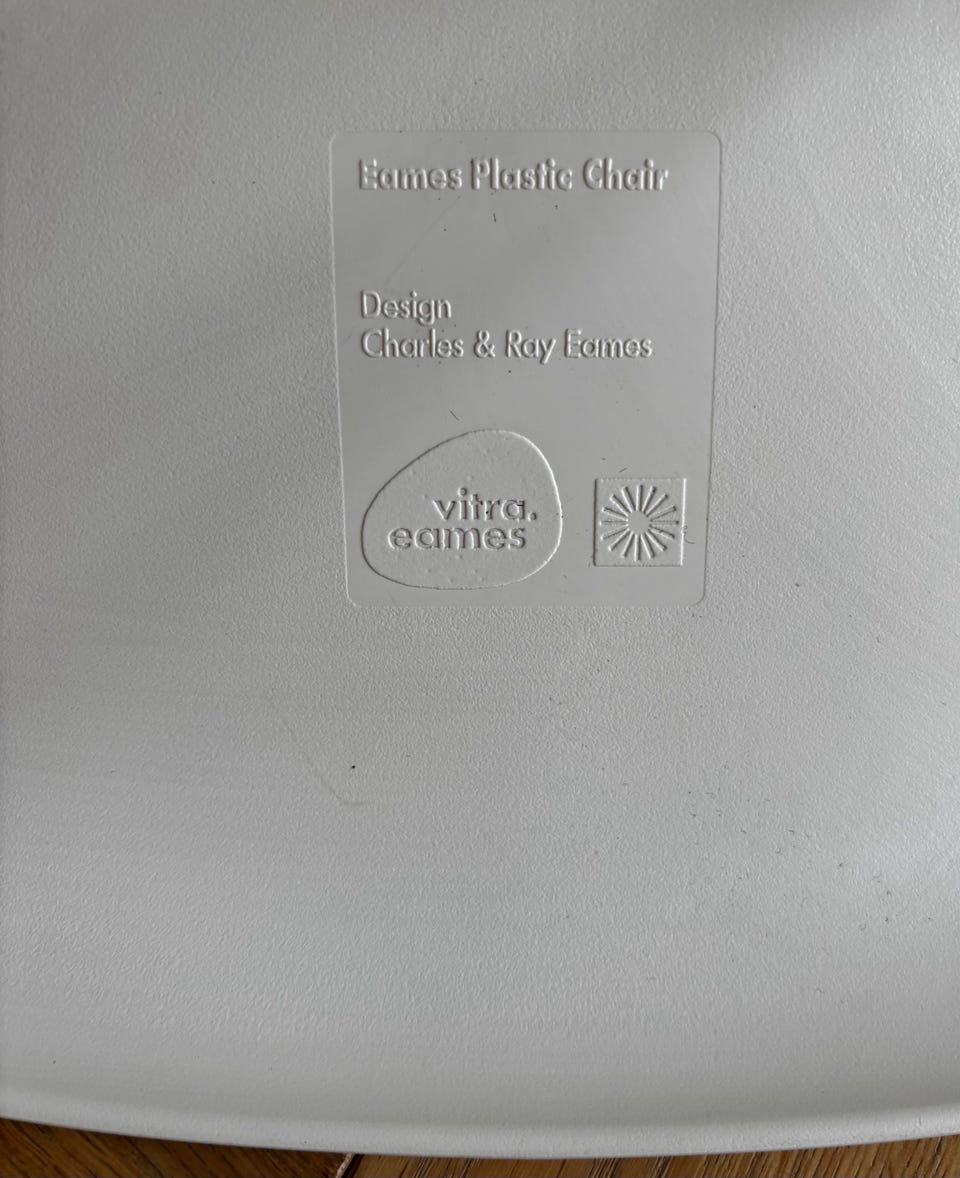 Eames Plastic Chair
Design
Charles & Ray Eames
vitra.
eames